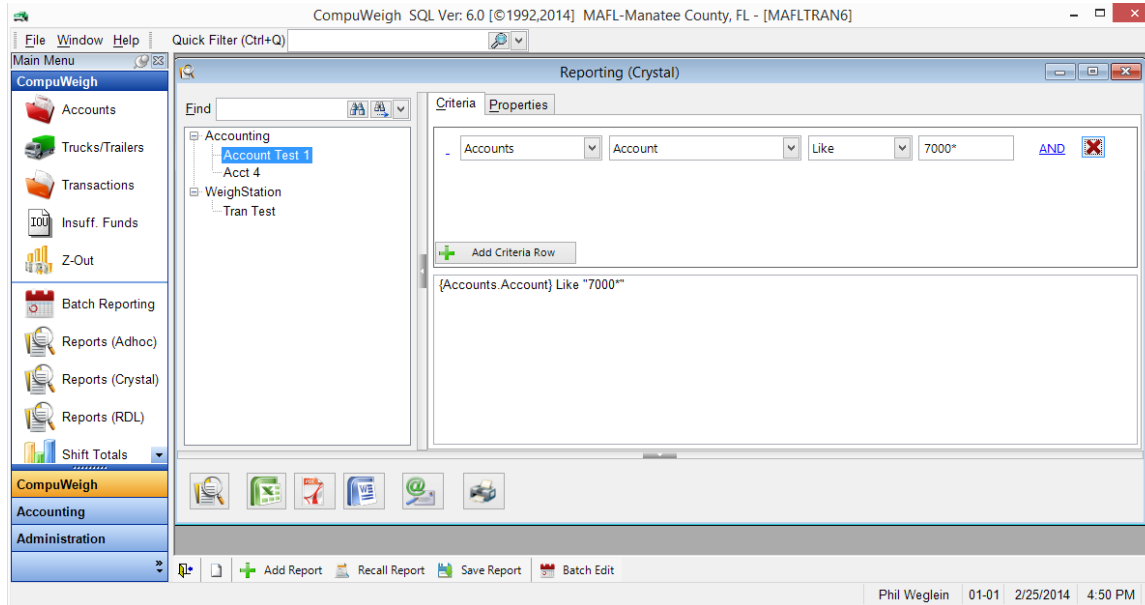 CompuWeigh SQL Ver: 6.0 [©1992,2014] MAFL-Manatee County, FL - [MAFLTRAN6]
File Window Help Quick Filter (Ctrl+Q)
Main Menu
CompuWeigh
Accounts
Trucks/Trailers
Transactions
IOU Insuff. Funds
Z-Out
Batch Reporting
Reports (Adhoc)
Reports (Crystal)
Reports (RDL)
Shift Totals
CompuWeigh
Accounting
Administration
Reporting (Crystal)
Find
Accounting
Account Test 1
Acct 4
WeighStation
Tran Test
Criteria Properties
Accounts Account Like 7000* AND
Add Criteria Row
{Accounts.Account} Like "7000*"
Add Report Recall Report Save Report Batch Edit
Phil Weglein 01-01 2/25/2014 4:50 PM